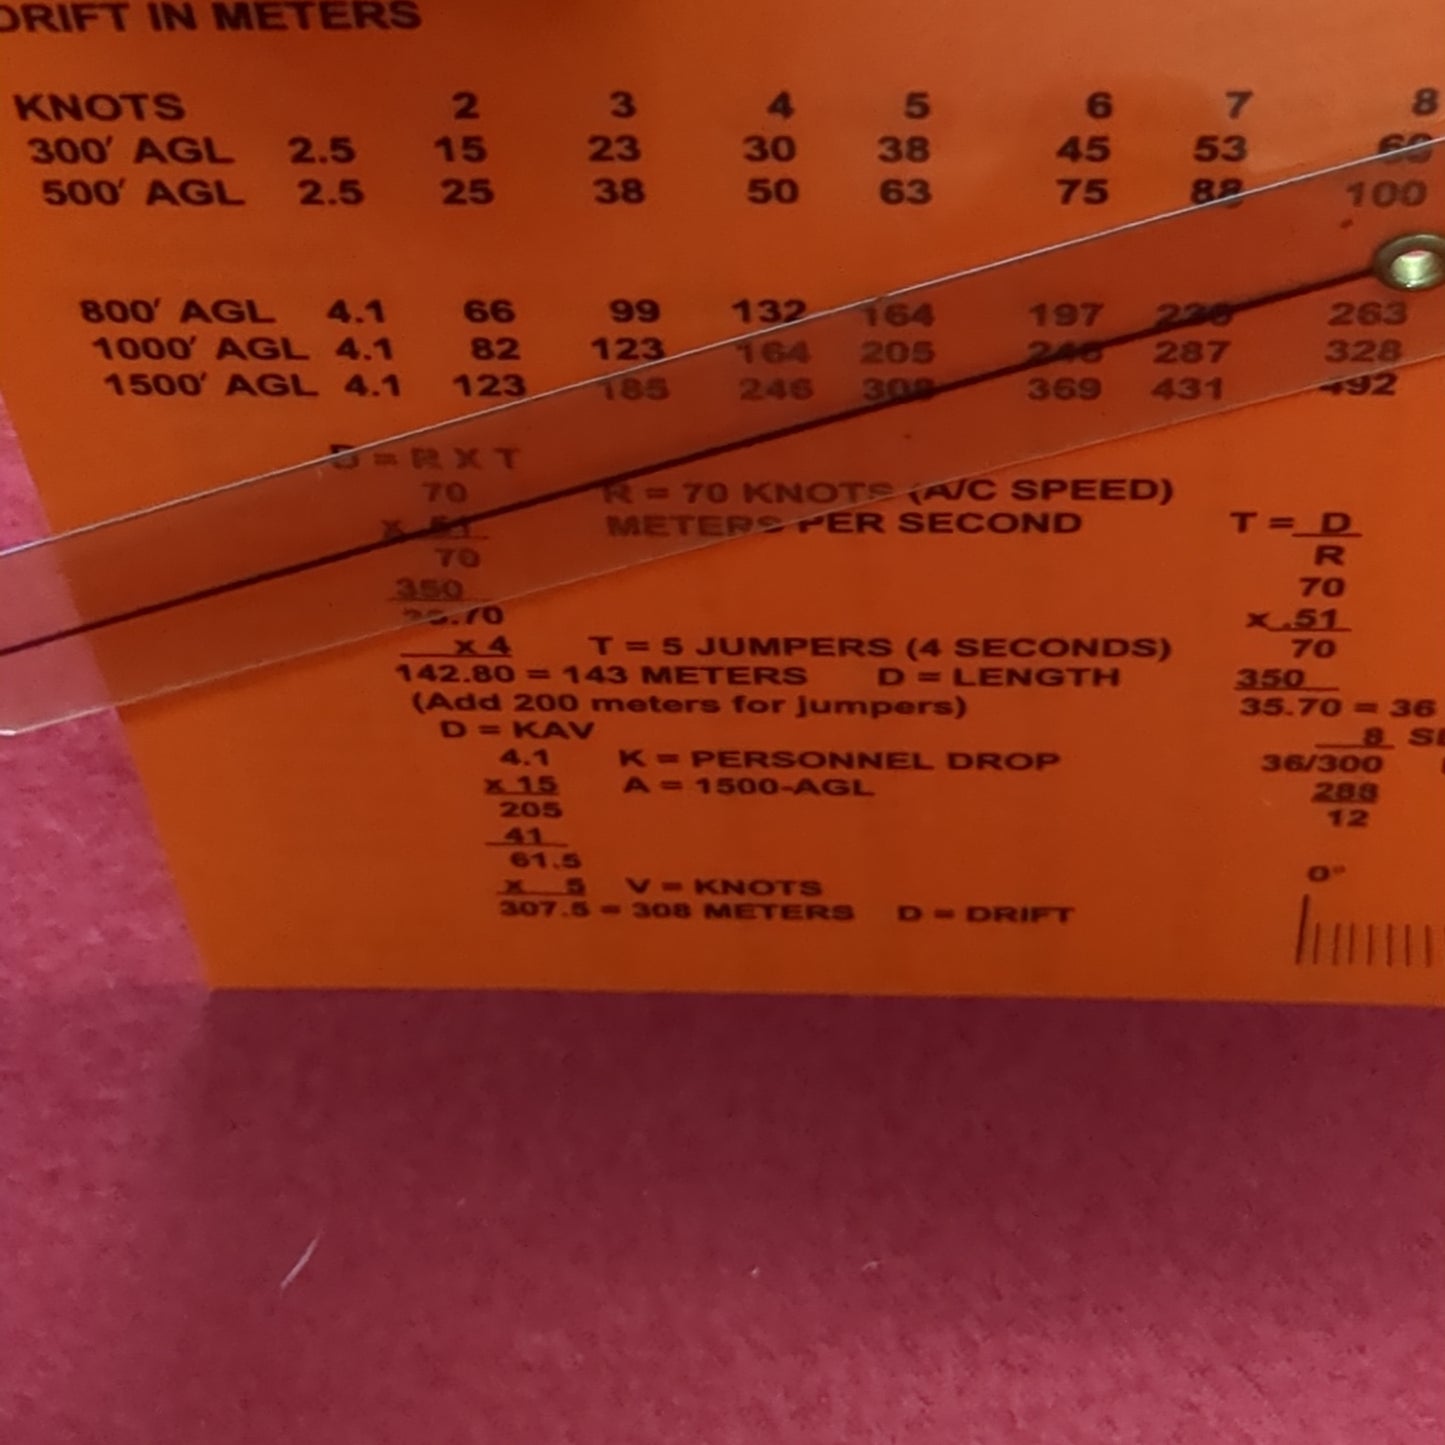 DRIFT IN METERS
KNOTS 2 3 4 5 6 7 8
300' AGL 2.5 15 23 30 38 45 53 60
500' AGL 2.5 25 38 50 63 75 88 100
800' AGL 4.1 66 99 132 164 197 263
1000' AGL 4.1 82 123 164 205 246 287 328
1500' AGL 4.1 123 185 246 308 369 431 492
D = R X T
70 R = 70 KNOTS (A/C SPEED)
x .51 METERS PER SECOND T = D
70 R
350 70
35.70 x .51
x 4 T = 5 JUMPERS (4 SECONDS) 70
142.80 = 143 METERS D = LENGTH 350
(Add 200 meters for jumpers) 35.70 = 36
D = KAV 8
4.1 K = PERSONNEL DROP 36/300
x 15 A = 1500-AGL 288
205 12
41
61.5 0°
x 5 V = KNOTS
307.5 = 308 METERS D = DRIFT